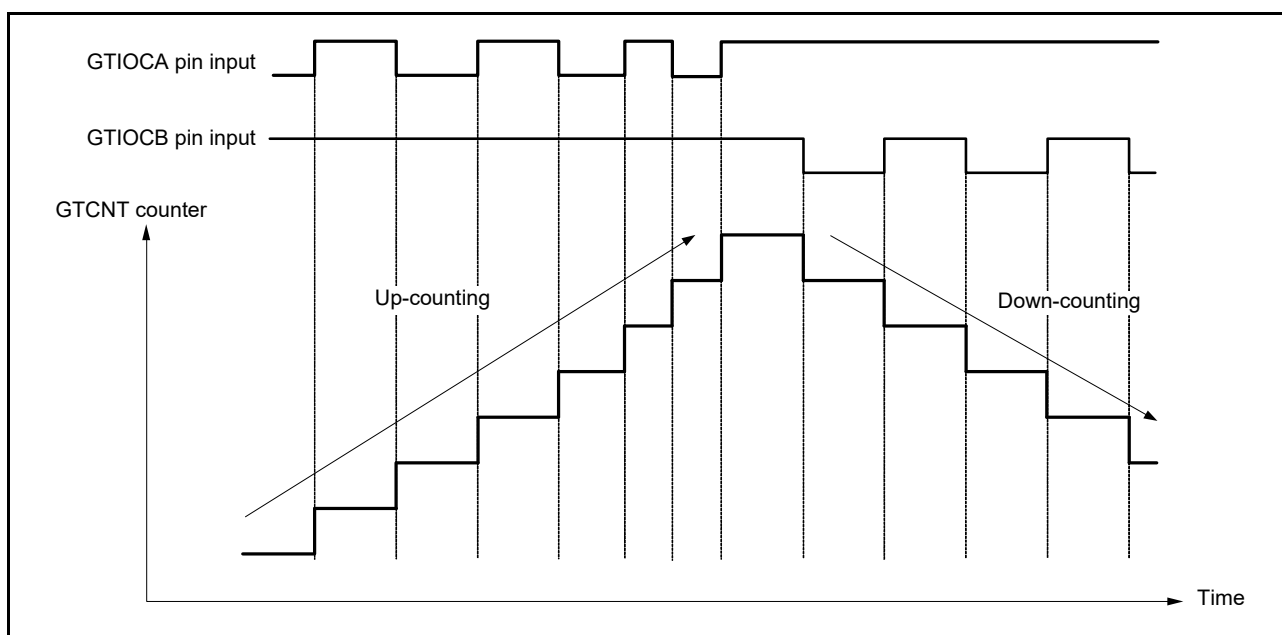 GTIOCA pin input
GTIOCB pin input
GTCNT counter
Up-counting
Down-counting
Time